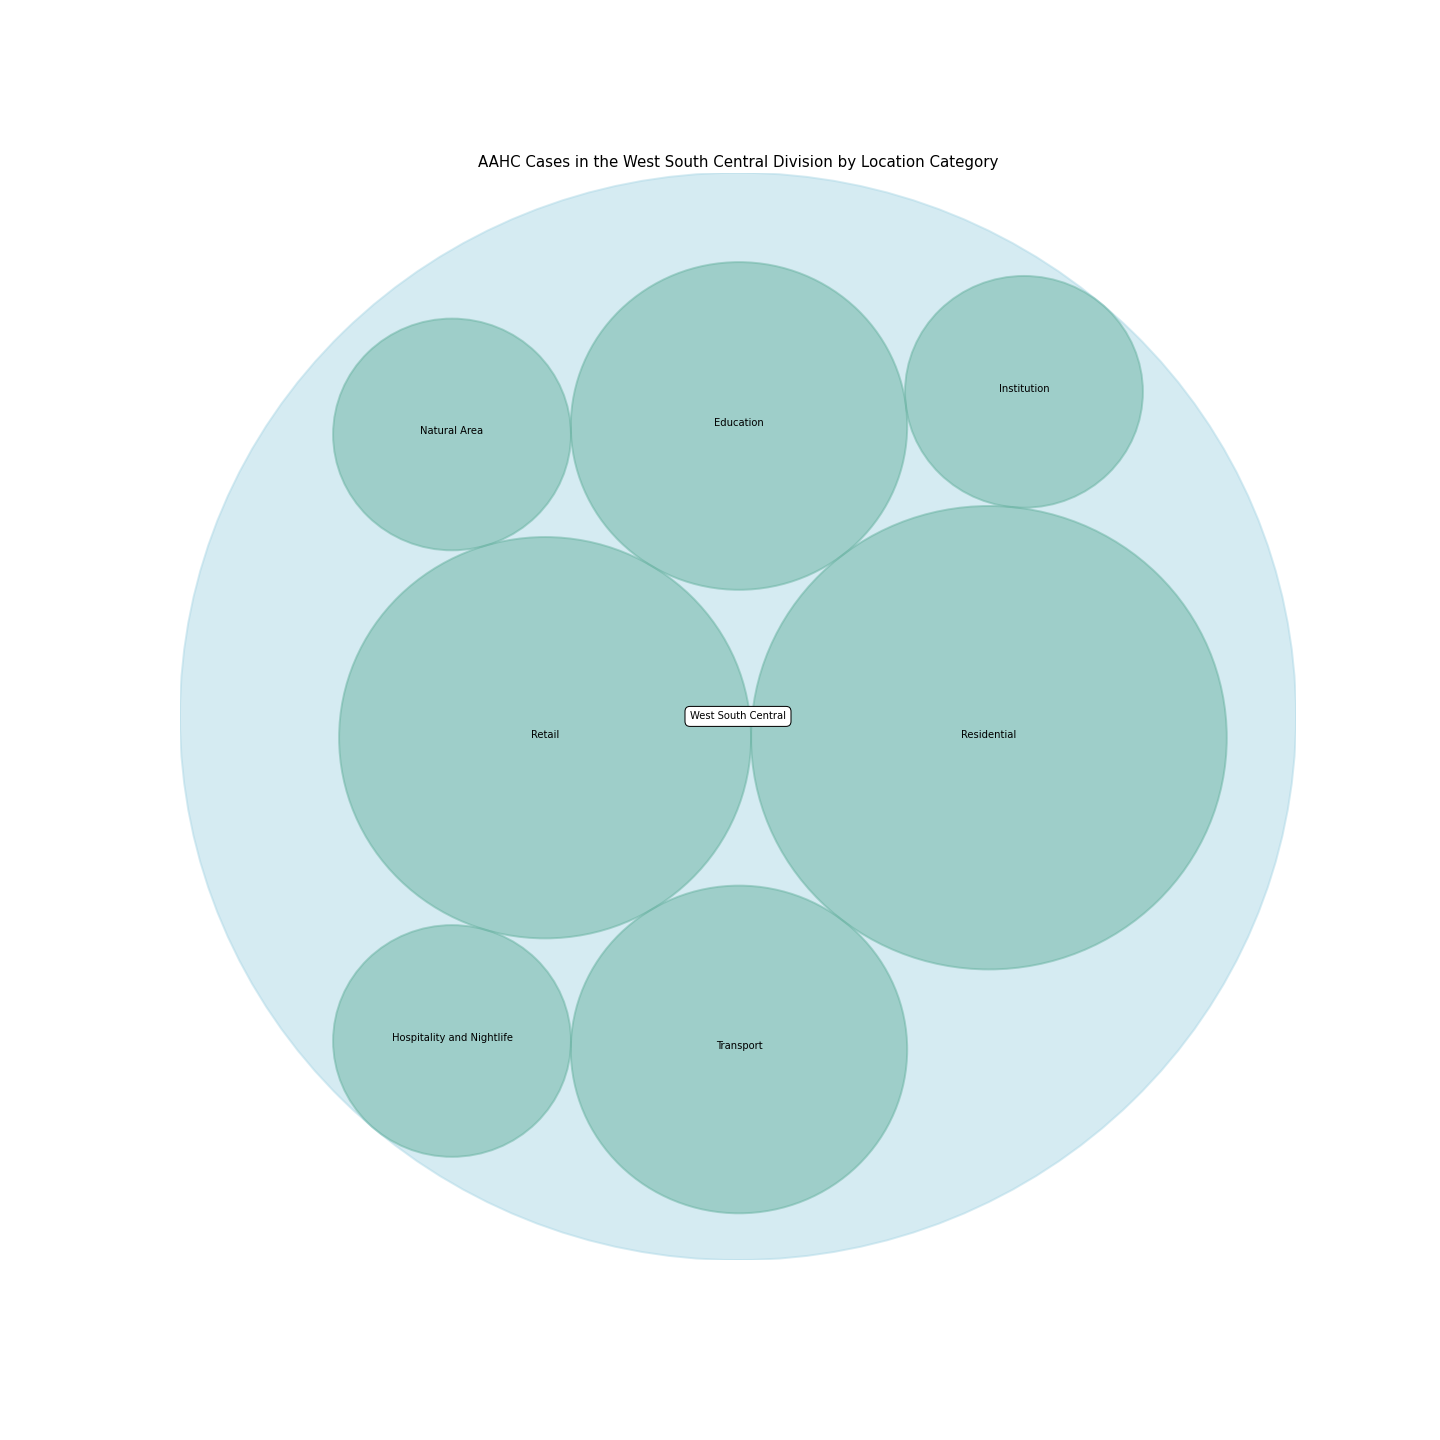 AAHC Cases in the West South Central Division by Location Category
Institution
Education
Natural Area
West South Central
Retail
Residential
Hospitality and Nightlife
Transport